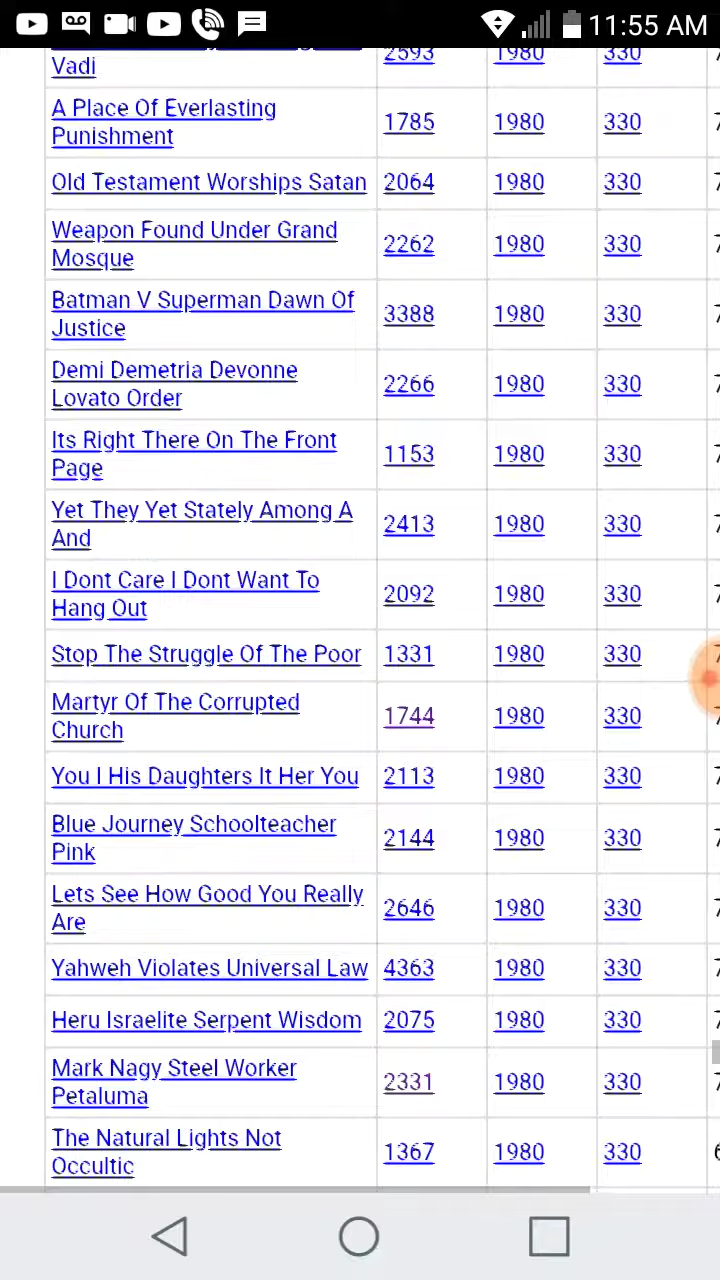 11:55 AM
2593 1980 330
Vadi
A Place Of Everlasting
Punishment
1785 1980 330
Old Testament Worships Satan 2064 1980 330
Weapon Found Under Grand
Mosque
2262 1980 330
Batman V Superman Dawn Of
Justice
3388 1980 330
Demi Demetria Devonne
Lovato Order
2266 1980 330
Its Right There On The Front
Page
1153 1980 330
Yet They Yet Stately Among A
And
2413 1980 330
I Dont Care I Dont Want To
Hang Out
2092 1980 330
Stop The Struggle Of The Poor 1331 1980 330
Martyr Of The Corrupted
Church
1744 1980 330
You I His Daughters It Her You 2113 1980 330
Blue Journey Schoolteacher
Pink
2144 1980 330
Lets See How Good You Really
Are
2646 1980 330
Yahweh Violates Universal Law 4363 1980 330
Heru Israelite Serpent Wisdom 2075 1980 330
Mark Nagy Steel Worker
Petaluma
2331 1980 330
The Natural Lights Not
Occultic
1367 1980 330